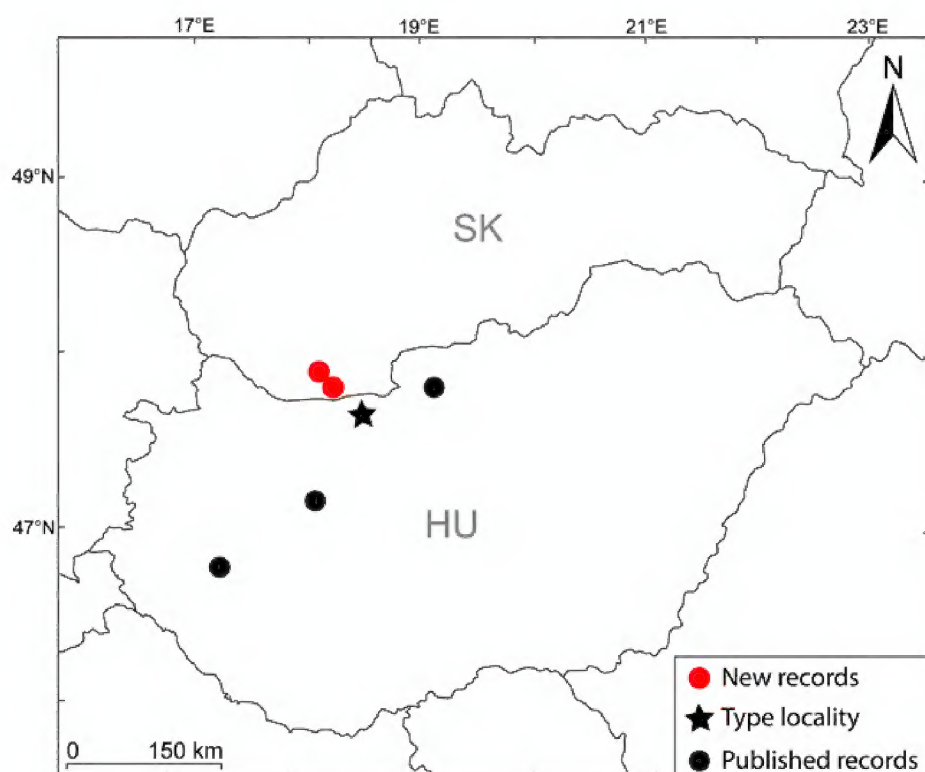 17°E 19°E 21°E 23°E
N
49°N
SK
47°N
HU
New records
Type locality
0 150 km
Published records